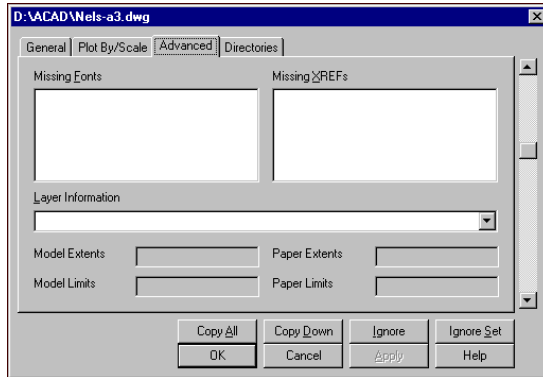 D:\ACAD\Nels-a3.dwg
General Plot By/Scale Advanced Directories
Missing Fonts Missing XREFs
Layer Information
Model Extents Paper Extents
Model Limits Paper Limits
Copy All Copy Down Ignore Ignore Set
OK Cancel Apply Help